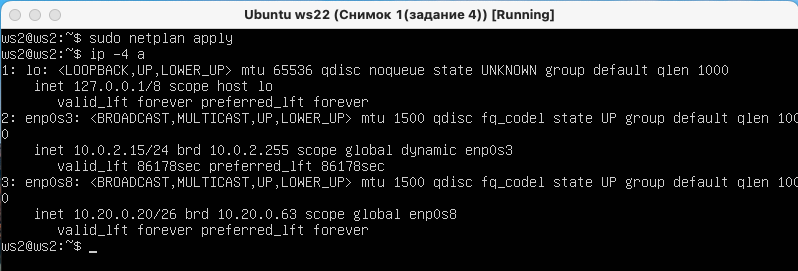 Ubuntu ws22 (Снимок 1(задание 4)) [Running]
ws2@ws2:~$ sudo netplan apply
ws2@ws2:~$ ip -4 a
1: lo: <LOOPBACK,UP,LOWER_UP> mtu 65536 qdisc noqueue state UNKNOWN group default qlen 1000
    inet 127.0.0.1/8 scope host lo
       valid_lft forever preferred_lft forever
2: enp0s3: <BROADCAST,MULTICAST,UP,LOWER_UP> mtu 1500 qdisc fq_codel state UP group default qlen 100
0
    inet 10.0.2.15/24 brd 10.0.2.255 scope global dynamic enp0s3
       valid_lft 86178sec preferred_lft 86178sec
3: enp0s8: <BROADCAST,MULTICAST,UP,LOWER_UP> mtu 1500 qdisc fq_codel state UP group default qlen 100
0
    inet 10.20.0.20/26 brd 10.20.0.63 scope global enp0s8
       valid_lft forever preferred_lft forever
ws2@ws2:~$ _